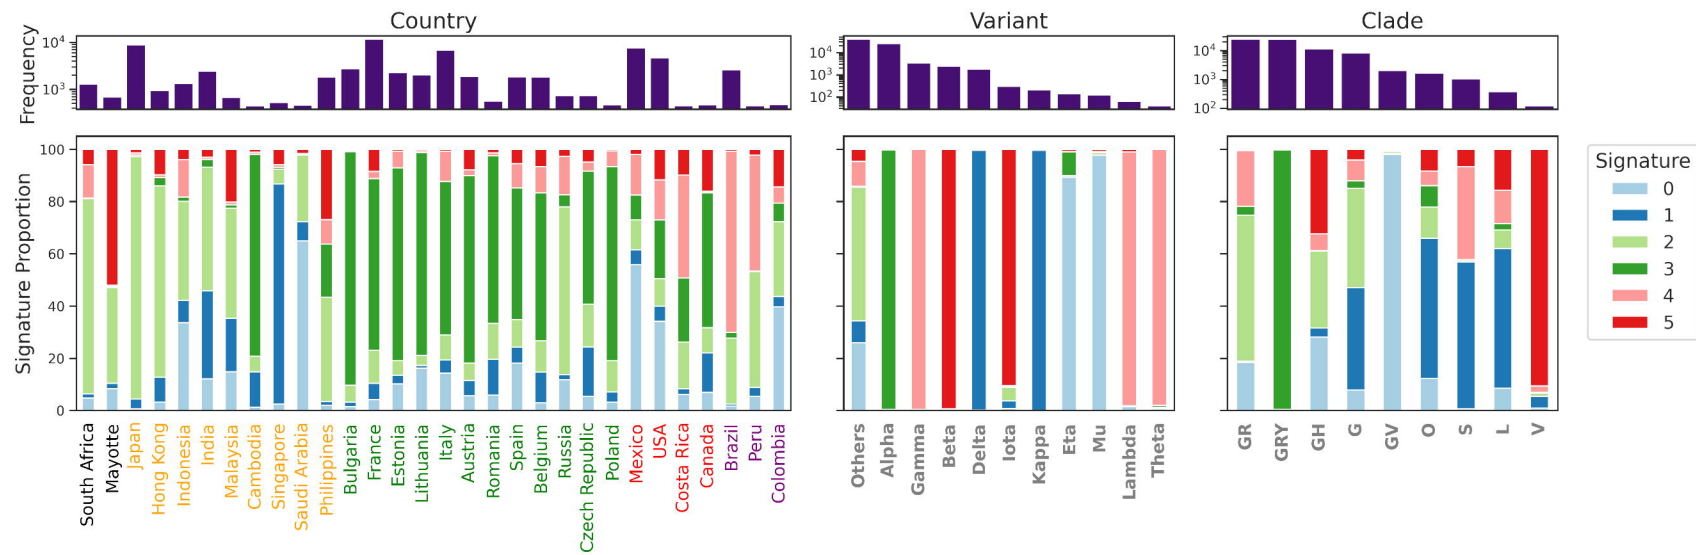 Country
Variant
Clade
Frequency
10⁴
10³
10⁴
10³
10²
10⁴
10³
10²
Signature Proportion
100
80
60
40
20
0
South Africa
Mayotte
Japan
Hong Kong
Indonesia
India
Malaysia
Cambodia
Singapore
Saudi Arabia
Philippines
Bulgaria
France
Estonia
Lithuania
Italy
Austria
Romania
Spain
Belgium
Russia
Czech Republic
Poland
Mexico
USA
Costa Rica
Canada
Brazil
Peru
Colombia
Others
Alpha
Gamma
Beta
Delta
Iota
Kappa
Eta
Mu
Lambda
Theta
GR
GRY
GH
G
GV
O
S
L
V
Signature
0
1
2
3
4
5